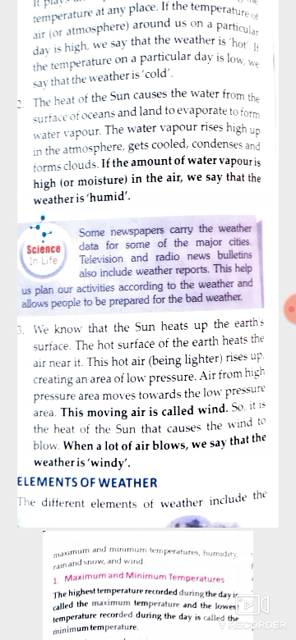 temperature at any place. If the temperature of
air (or atmosphere) around us on a particular
day is high, we say that the weather is 'hot'. If
the temperature on a particular day is low, we
say that the weather is 'cold'.
2. The heat of the Sun causes the water from the
surface of oceans and land to evaporate to form
water vapour. The water vapour rises high up
in the atmosphere, gets cooled, condenses and
forms clouds. If the amount of water vapour is
high (or moisture) in the air, we say that the
weather is 'humid'.
Science
In Life
Some newspapers carry the weather
data for some of the major cities.
Television and radio news bulletins
also include weather reports. This help
us plan our activities according to the weather and
allows people to be prepared for the bad weather.
3. We know that the Sun heats up the earth's
surface. The hot surface of the earth heats the
air near it. This hot air (being lighter) rises up,
creating an area of low pressure. Air from high
pressure area moves towards the low pressure
area. This moving air is called wind. So, it is
the heat of the Sun that causes the wind to
blow. When a lot of air blows, we say that the
weather is 'windy'.
ELEMENTS OF WEATHER
The different elements of weather include the
maximum and minimum temperatures, humidity,
rain and snow, and wind
1. Maximum and Minimum Temperatures
The highest temperature recorded during the day is
called the maximum temperature and the lowest
temperature recorded during the day is called the
minimum temperature.
RECORDER